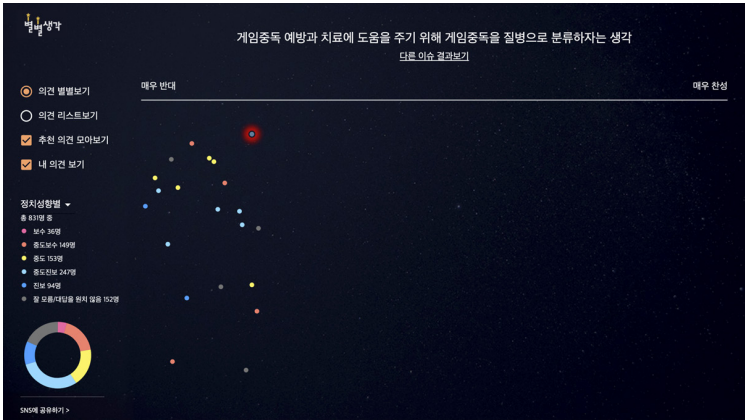 별별생각
게임중독 예방과 치료에 도움을 주기 위해 게임중독을 질병으로 분류하자는 생각
다른 이슈 결과보기
매우 반대
매우 찬성
의견 별별보기
의견 리스트보기
추천 의견 모아보기
내 의견 보기
정치성향별
총 831명 중
보수 36명
중도보수 149명
중도 153명
중도진보 247명
진보 94명
잘 모름/대답을 원치 않음 152명
SNS에 공유하기 >